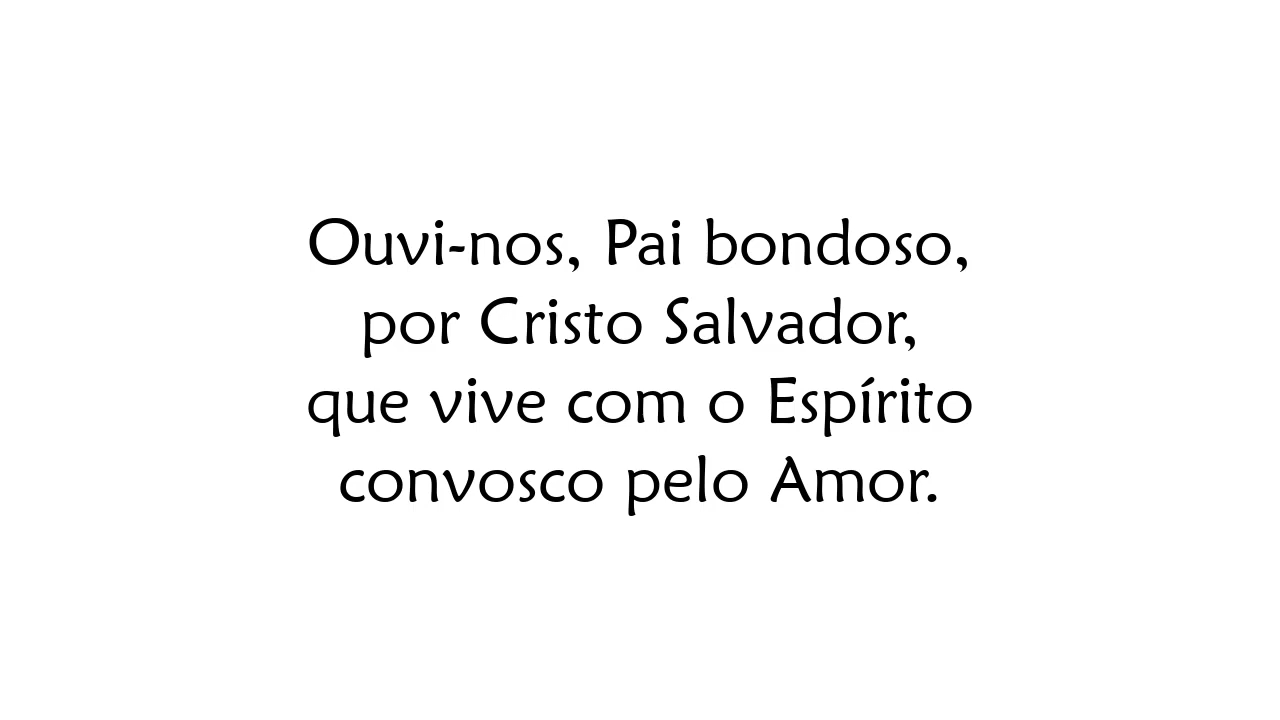 Ouvi-nos, Pai bondoso,
por Cristo Salvador,
que vive com o Espírito
convosco pelo Amor.